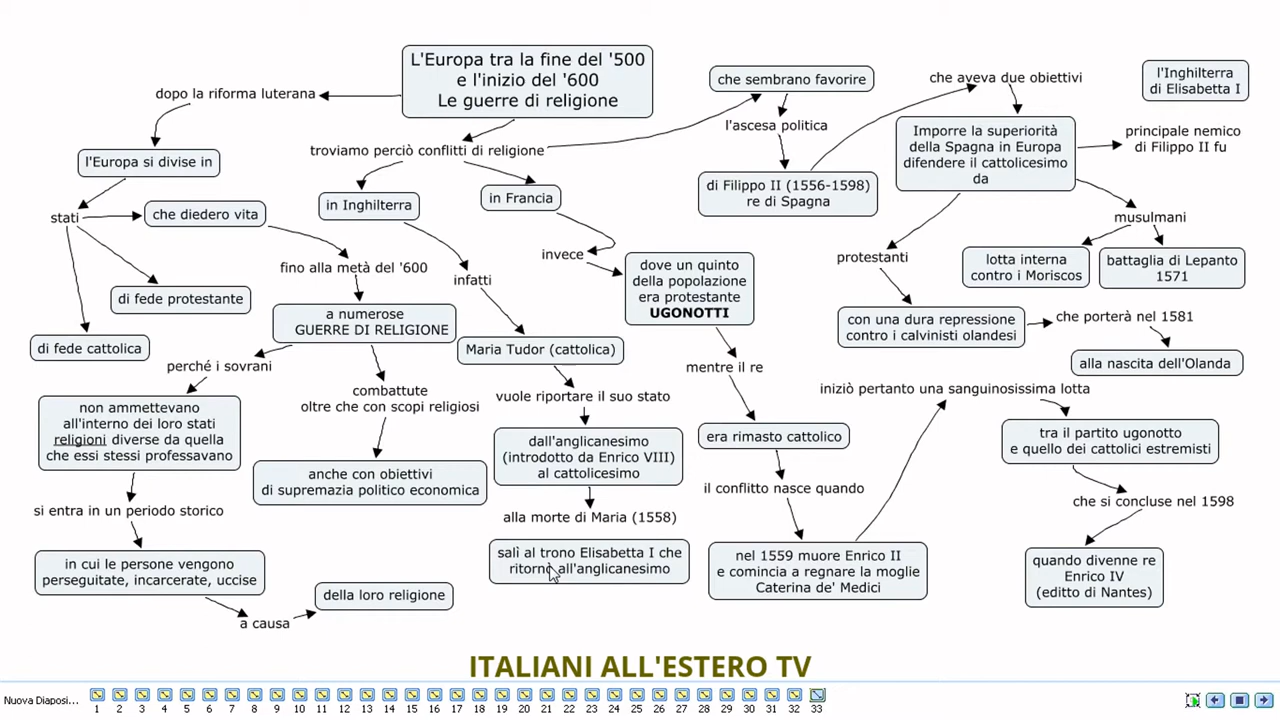 L'Europa tra la fine del '500
e l'inizio del '600
Le guerre di religione
dopo la riforma luterana
l'Europa si divise in
stati
che diedero vita
di fede protestante
di fede cattolica
fino alla metà del '600
a numerose
GUERRE DI RELIGIONE
perché i sovrani
non ammettevano
all'interno dei loro stati
religioni diverse da quella
che essi stessi professavano
si entra in un periodo storico
in cui le persone vengono
perseguitate, incarcerate, uccise
a causa
della loro religione
combattute
oltre che con scopi religiosi
anche con obiettivi
di supremazia politico economica
troviamo perciò conflitti di religione
in Inghilterra
infatti
Maria Tudor (cattolica)
vuole riportare il suo stato
dall'anglicanesimo
(introdotto da Enrico VIII)
al cattolicesimo
alla morte di Maria (1558)
salì al trono Elisabetta I che
ritornò all'anglicanesimo
in Francia
invece
dove un quinto
della popolazione
era protestante
UGONOTTI
mentre il re
era rimasto cattolico
il conflitto nasce quando
nel 1559 muore Enrico II
e comincia a regnare la moglie
Caterina de' Medici
iniziò pertanto una sanguinosissima lotta
tra il partito ugonotto
e quello dei cattolici estremisti
che si concluse nel 1598
quando divenne re
Enrico IV
(editto di Nantes)
che sembrano favorire
l'ascesa politica
di Filippo II (1556-1598)
re di Spagna
che aveva due obiettivi
Imporre la superiorità
della Spagna in Europa
difendere il cattolicesimo
da
principale nemico
di Filippo II fu
l'Inghilterra
di Elisabetta I
musulmani
lotta interna
contro i Moriscos
battaglia di Lepanto
1571
protestanti
con una dura repressione
contro i calvinisti olandesi
che porterà nel 1581
alla nascita dell'Olanda
ITALIANI ALL'ESTERO TV
Nuova Diaposi...
1 2 3 4 5 6 7 8 9 10 11 12 13 14 15 16 17 18 19 20 21 22 23 24 25 26 27 28 29 30 31 32 33